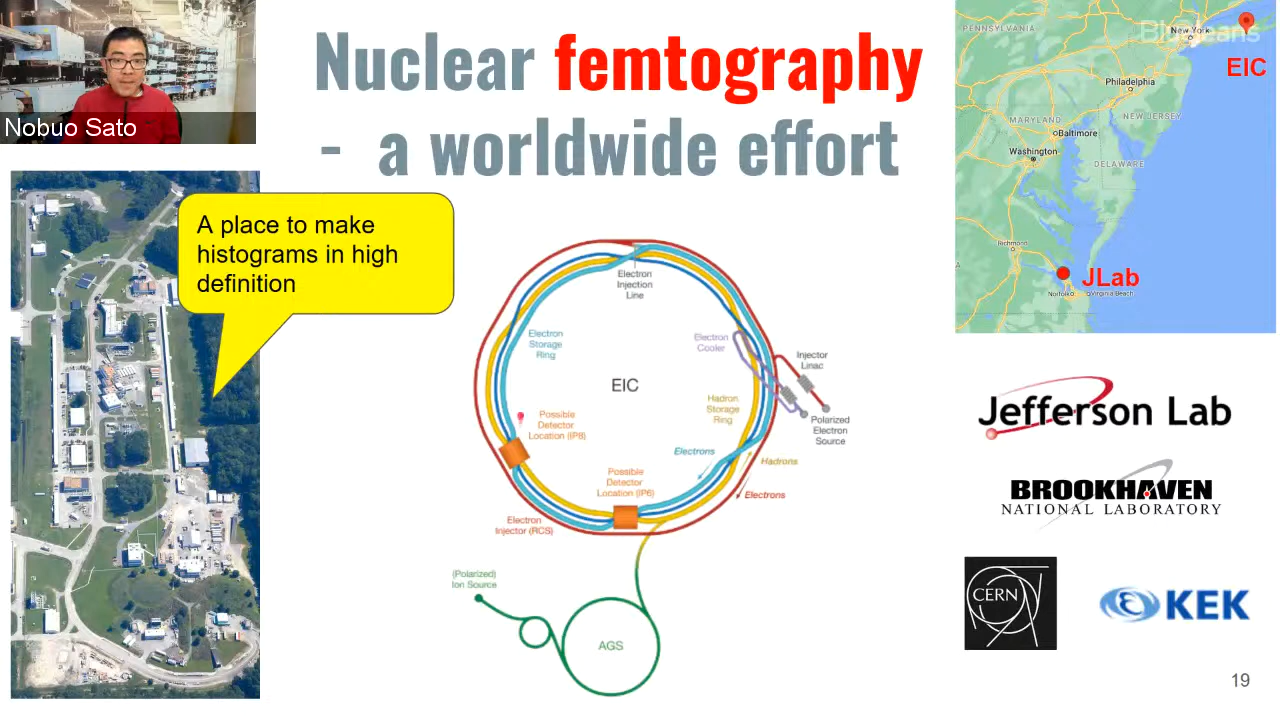 Nobuo Sato
Nuclear femtography
- a worldwide effort
A place to make
histograms in high
definition
Electron
Injection
Line
Electron
Storage
Ring
Electron
Cooler
Injector
Linac
EIC
Possible
Detector
Location (IP8)
Hadron
Storage
Ring
Polarized
Electron
Source
Electrons
Hadrons
Possible
Detector
Location (IP6)
Electrons
Electron
Injector (RCS)
(Polarized)
Ion Source
AGS
BlueJeans
PENNSYLVANIA
New York
EIC
Philadelphia
MARYLAND
NEW JERSEY
Baltimore
Washington
DELAWARE
Richmond
JLab
Norfolk
Virginia Beach
Jefferson Lab
BROOKHAVEN
NATIONAL LABORATORY
CERN
KEK
19